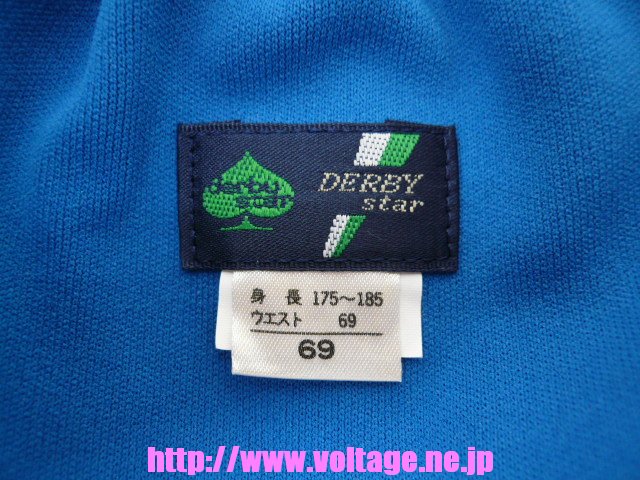 derby
star
DERBY
star
身長 175～185
ウエスト 69
69
http://www.voltage.ne.jp